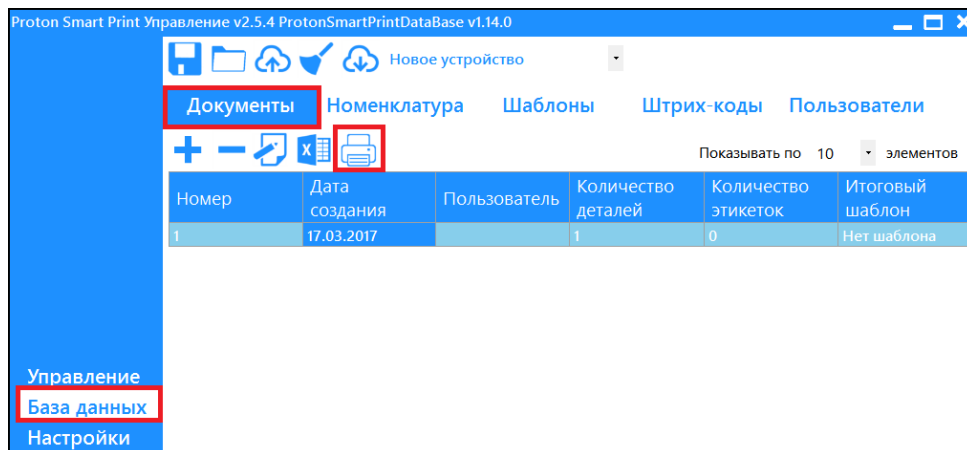 Proton Smart Print Управление v2.5.4 ProtonSmartPrintDataBase v1.14.0
Новое устройство
Документы Номенклатура Шаблоны Штрих-коды Пользователи
Показывать по 10 элементов
Номер Дата создания Пользователь Количество деталей Количество этикеток Итоговый шаблон
1 17.03.2017 1 0 Нет шаблона
Управление
База данных
Настройки